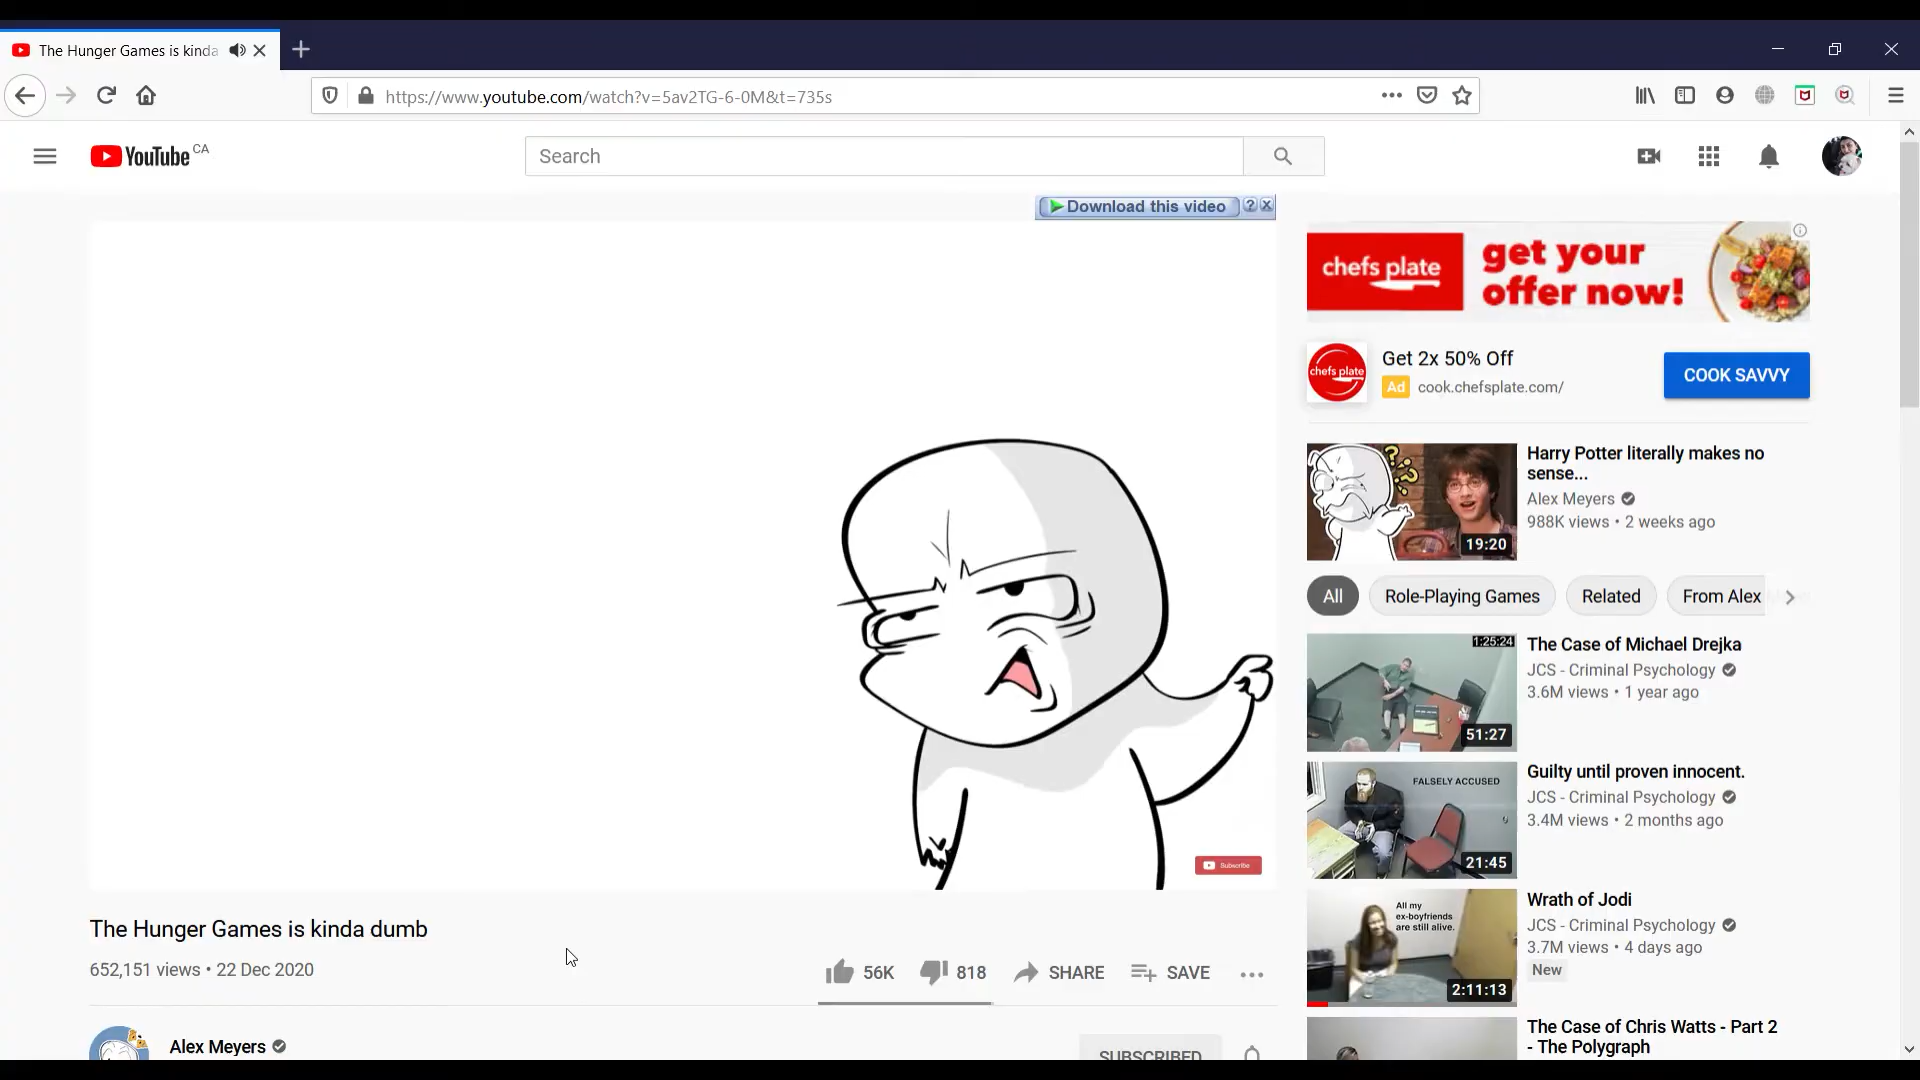 The Hunger Games is kinda
https://www.youtube.com/watch?v=5av2TG-6-0M&t=735s
YouTube CA
Search
Download this video
chefs plate
get your
offer now!
chefs plate
Get 2x 50% Off
Ad cook.chefsplate.com/
COOK SAVVY
Harry Potter literally makes no
sense...
Alex Meyers
988K views • 2 weeks ago
19:20
All
Role-Playing Games
Related
From Alex
1:25:24
51:27
The Case of Michael Drejka
JCS - Criminal Psychology
3.6M views • 1 year ago
FALSELY ACCUSED
21:45
Guilty until proven innocent.
JCS - Criminal Psychology
3.4M views • 2 months ago
All my
ex-boyfriends
are still alive.
2:11:13
Wrath of Jodi
JCS - Criminal Psychology
3.7M views • 4 days ago
New
The Case of Chris Watts - Part 2
- The Polygraph
Subscribe
The Hunger Games is kinda dumb
652,151 views • 22 Dec 2020
56K
818
SHARE
SAVE
Alex Meyers
SUBSCRIBED